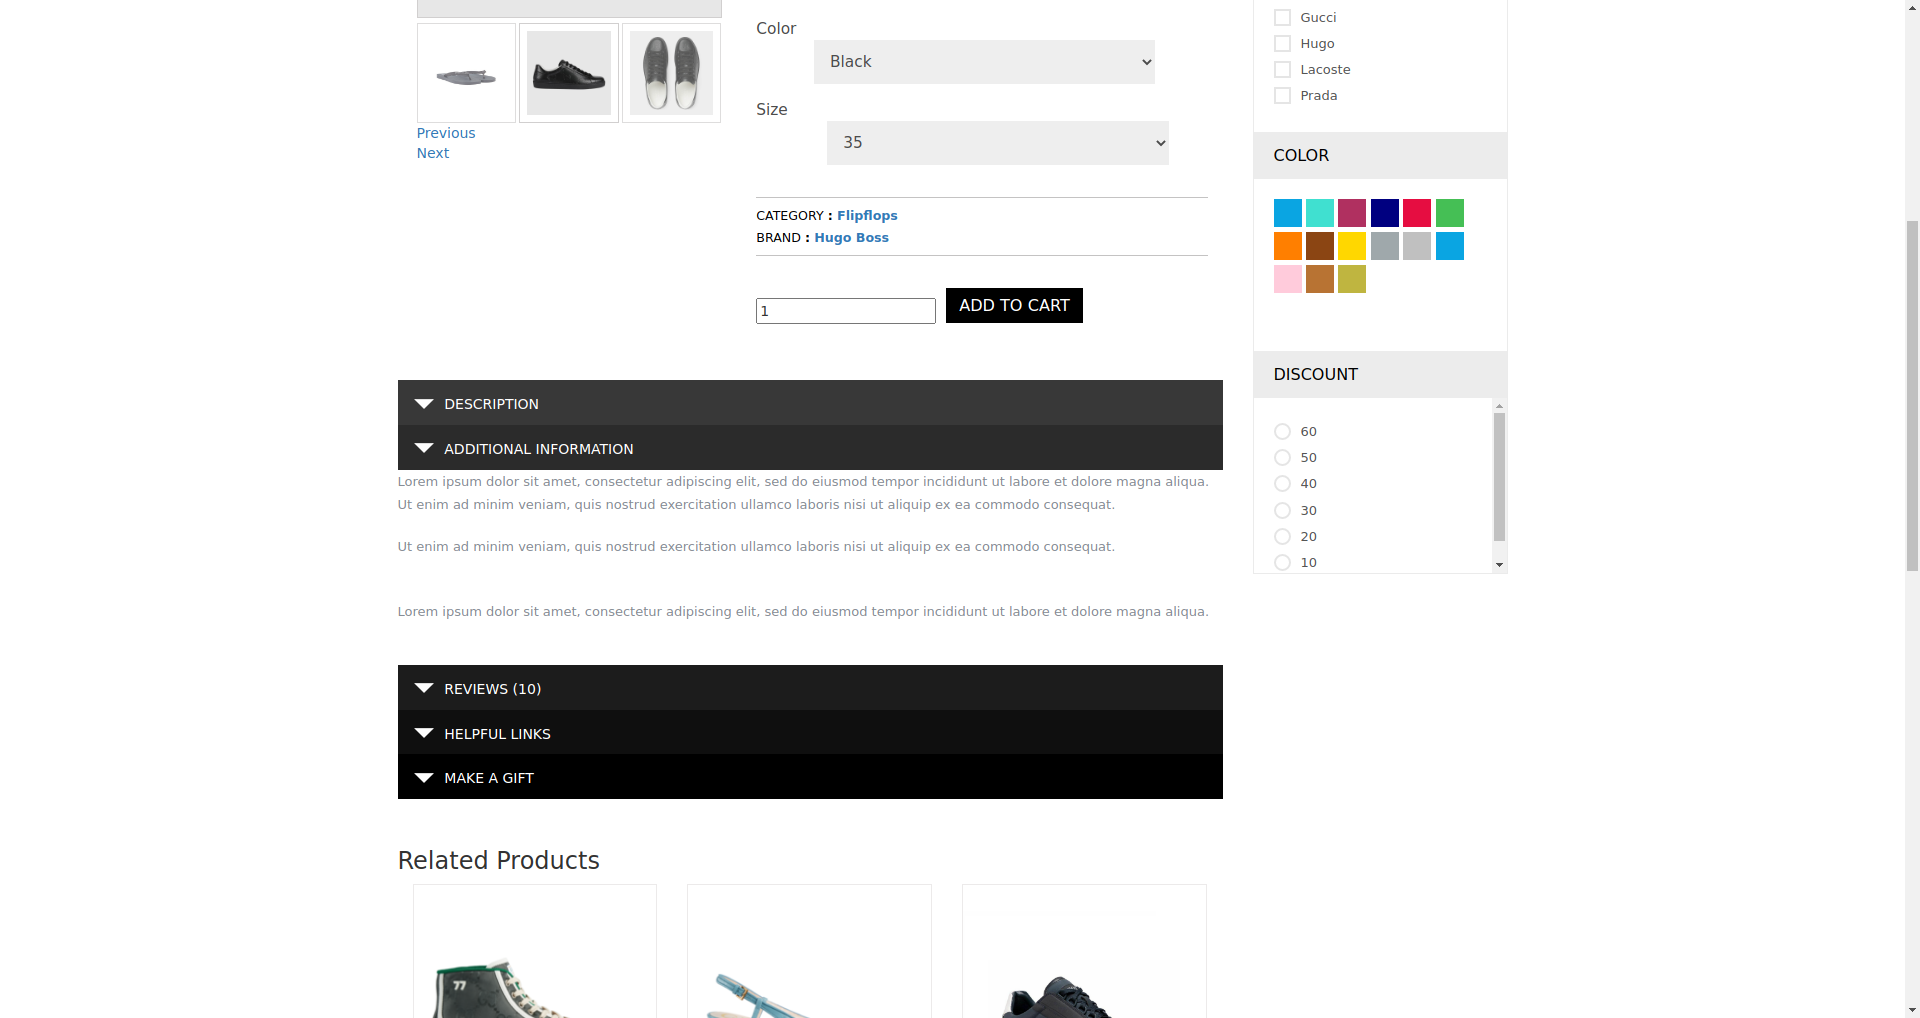 Color
Black
Size
35
Previous
Next
CATEGORY : Flipflops
BRAND : Hugo Boss
1
ADD TO CART
DESCRIPTION
ADDITIONAL INFORMATION
Lorem ipsum dolor sit amet, consectetur adipiscing elit, sed do eiusmod tempor incididunt ut labore et dolore magna aliqua.
Ut enim ad minim veniam, quis nostrud exercitation ullamco laboris nisi ut aliquip ex ea commodo consequat.
Ut enim ad minim veniam, quis nostrud exercitation ullamco laboris nisi ut aliquip ex ea commodo consequat.
Lorem ipsum dolor sit amet, consectetur adipiscing elit, sed do eiusmod tempor incididunt ut labore et dolore magna aliqua.
REVIEWS (10)
HELPFUL LINKS
MAKE A GIFT
Related Products
77
Gucci
Hugo
Lacoste
Prada
COLOR
DISCOUNT
60
50
40
30
20
10